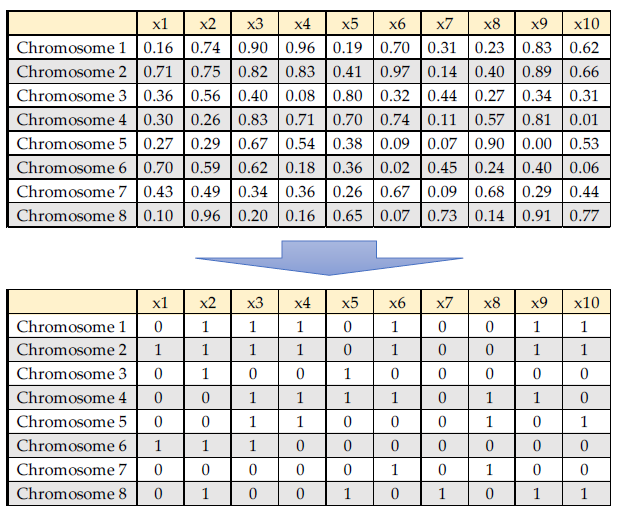 x1 x2 x3 x4 x5 x6 x7 x8 x9 x10
Chromosome 1 0.16 0.74 0.90 0.96 0.19 0.70 0.31 0.23 0.83 0.62
Chromosome 2 0.71 0.75 0.82 0.83 0.41 0.97 0.14 0.40 0.89 0.66
Chromosome 3 0.36 0.56 0.40 0.08 0.80 0.32 0.44 0.27 0.34 0.31
Chromosome 4 0.30 0.26 0.83 0.71 0.70 0.74 0.11 0.57 0.81 0.01
Chromosome 5 0.27 0.29 0.67 0.54 0.38 0.09 0.07 0.90 0.00 0.53
Chromosome 6 0.70 0.59 0.62 0.18 0.36 0.02 0.45 0.24 0.40 0.06
Chromosome 7 0.43 0.49 0.34 0.36 0.26 0.67 0.09 0.68 0.29 0.44
Chromosome 8 0.10 0.96 0.20 0.16 0.65 0.07 0.73 0.14 0.91 0.77
x1 x2 x3 x4 x5 x6 x7 x8 x9 x10
Chromosome 1 0 1 1 1 0 1 0 0 1 1
Chromosome 2 1 1 1 1 0 1 0 0 1 1
Chromosome 3 0 1 0 0 1 0 0 0 0 0
Chromosome 4 0 0 1 1 1 1 0 1 1 0
Chromosome 5 0 0 1 1 0 0 0 1 0 1
Chromosome 6 1 1 1 0 0 0 0 0 0 0
Chromosome 7 0 0 0 0 0 1 0 1 0 0
Chromosome 8 0 1 0 0 1 0 1 0 1 1